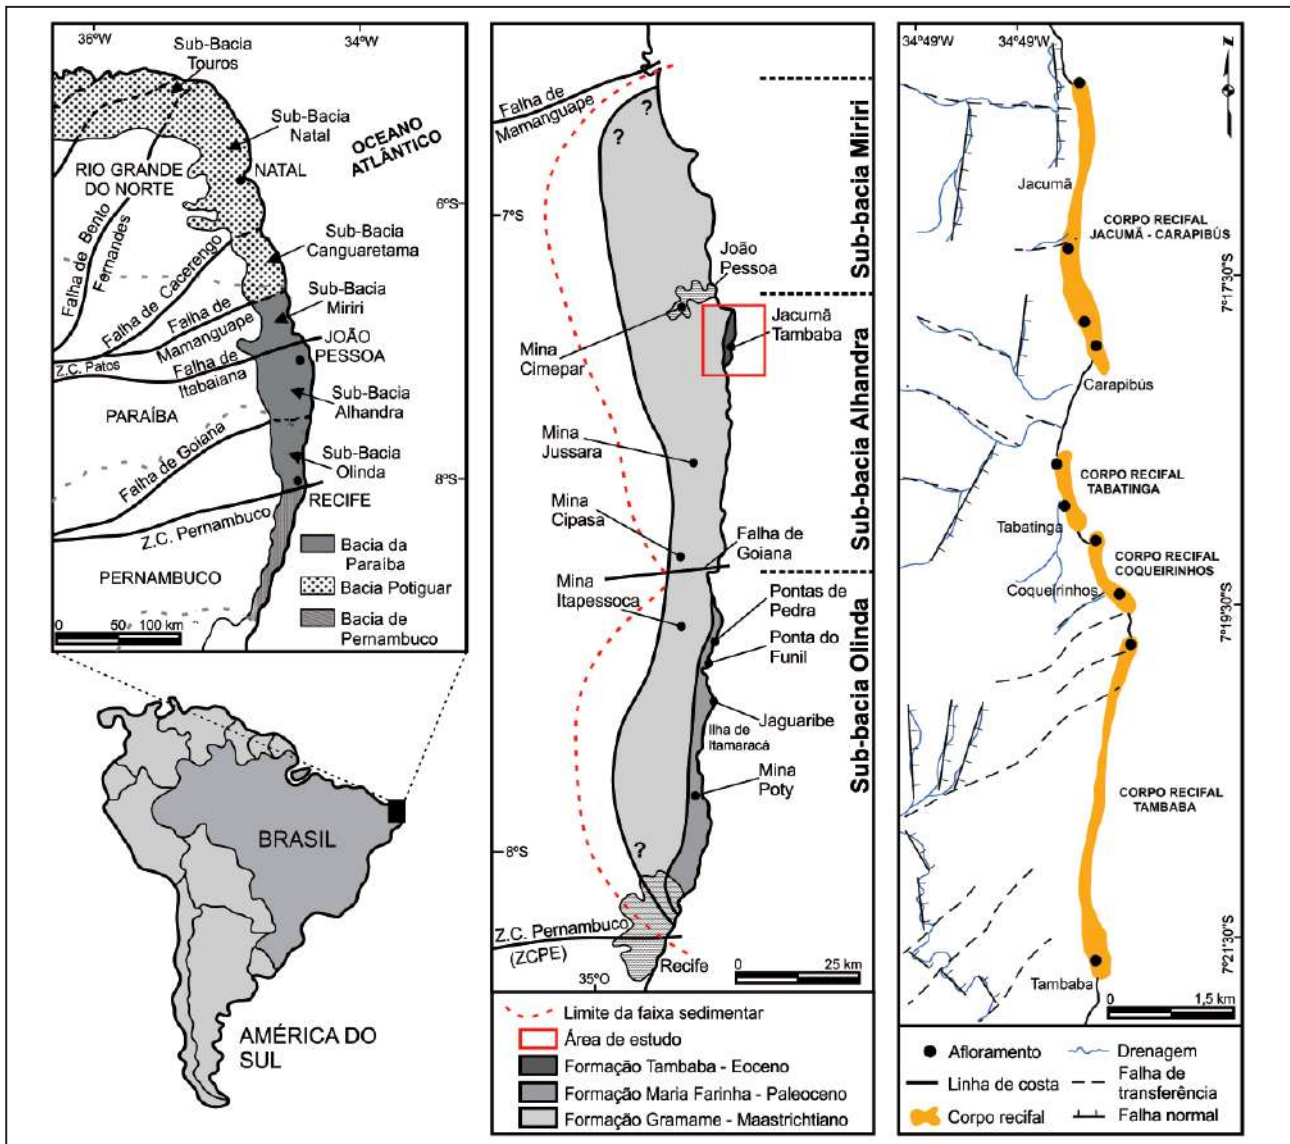 36°W
34°W
Sub-Bacia
Touros
Sub-Bacia
Natal
OCEANO
ATLÂNTICO
RIO GRANDE
DO NORTE
NATAL
6°S
Sub-Bacia
Canguaretama
Falha de Bento
Fernandes
Falha de Cacerengo
Sub-Bacia
Miriri
Falha de
Mamanguape
JOÃO
PESSOA
Z.C. Patos
Falha de
Itabaiana
Sub-Bacia
Alhandra
PARAÍBA
Falha de Goiana
Sub-Bacia
Olinda
8°S
RECIFE
Z.C. Pernambuco
PERNAMBUCO
Bacia da
Paraíba
Bacia Potiguar
Bacia de
Pernambuco
0 50 100 km
BRASIL
AMÉRICA DO
SUL
Falha de
Mamanguape
?
?
7°S
João
Pessoa
Jacumã
Tambaba
Mina
Cimepar
Mina
Jussara
Mina
Cipasa
Falha de
Goiana
Mina
Itapessoca
Pontas de
Pedra
Ponta do
Funil
Jaguaribe
Ilha de
Itamaracá
Mina
Poty
?
8°S
Z.C. Pernambuco
(ZCPE)
Recife
35°O
0 25 km
Sub-bacia Miriri
Sub-bacia Alhandra
Sub-bacia Olinda
Limite da faixa sedimentar
Área de estudo
Formação Tambaba - Eoceno
Formação Maria Farinha - Paleoceno
Formação Gramame - Maastrichtiano
34°49'W
34°49'W
N
Jacumã
CORPO RECIFAL
JACUMÃ - CARAPIBÚS
7°17'30"S
Carapibús
CORPO RECIFAL
TABATINGA
Tabatinga
CORPO RECIFAL
COQUEIRINHOS
Coqueirinhos
7°19'30"S
CORPO RECIFAL
TAMBABA
7°21'30"S
Tambaba
0 1,5 km
Afloramento
Linha de costa
Corpo recifal
Drenagem
Falha de
transferência
Falha normal